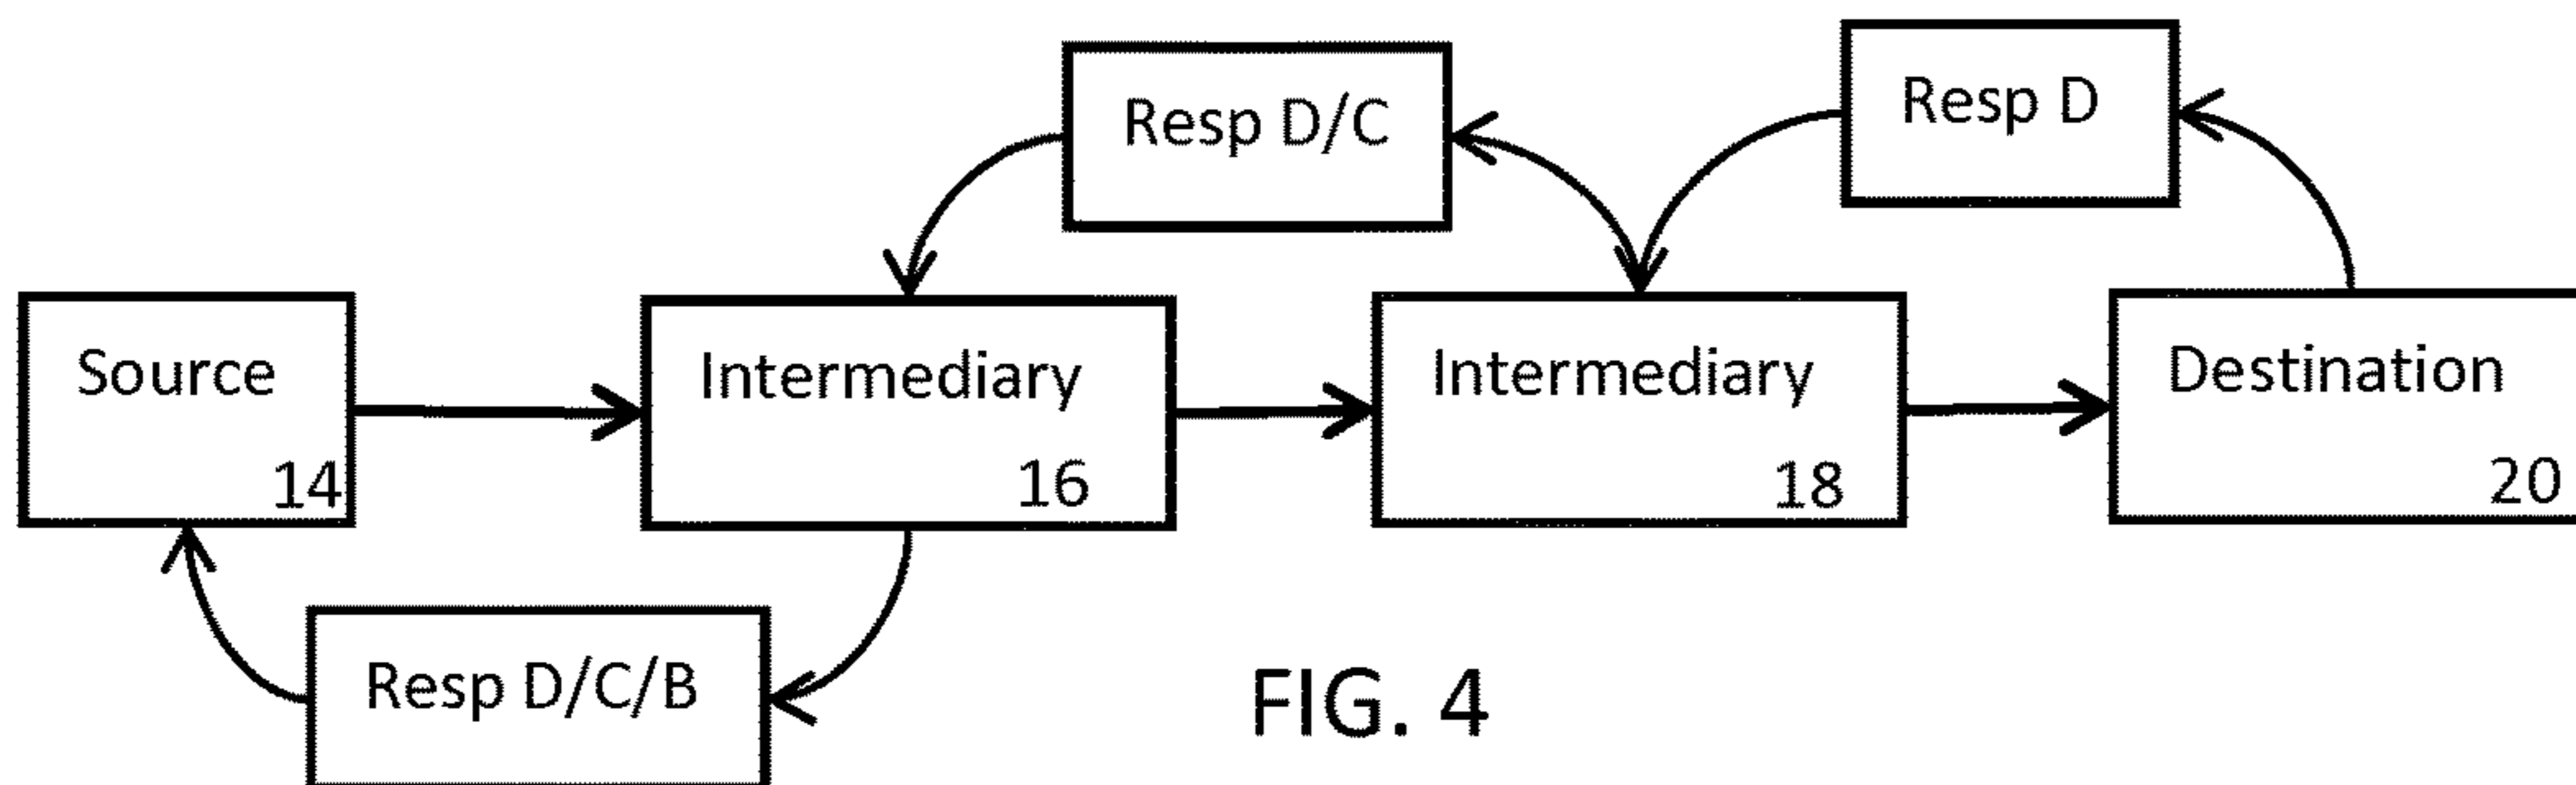 Resp D/C
Resp D
Source
14
Intermediary
16
Intermediary
18
Destination
20
Resp D/C/B
FIG. 4